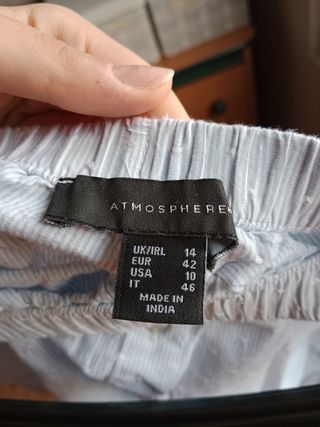 ATMOSPHERE
UK/IRL 14
EUR 42
USA 10
IT 46
MADE IN
INDIA